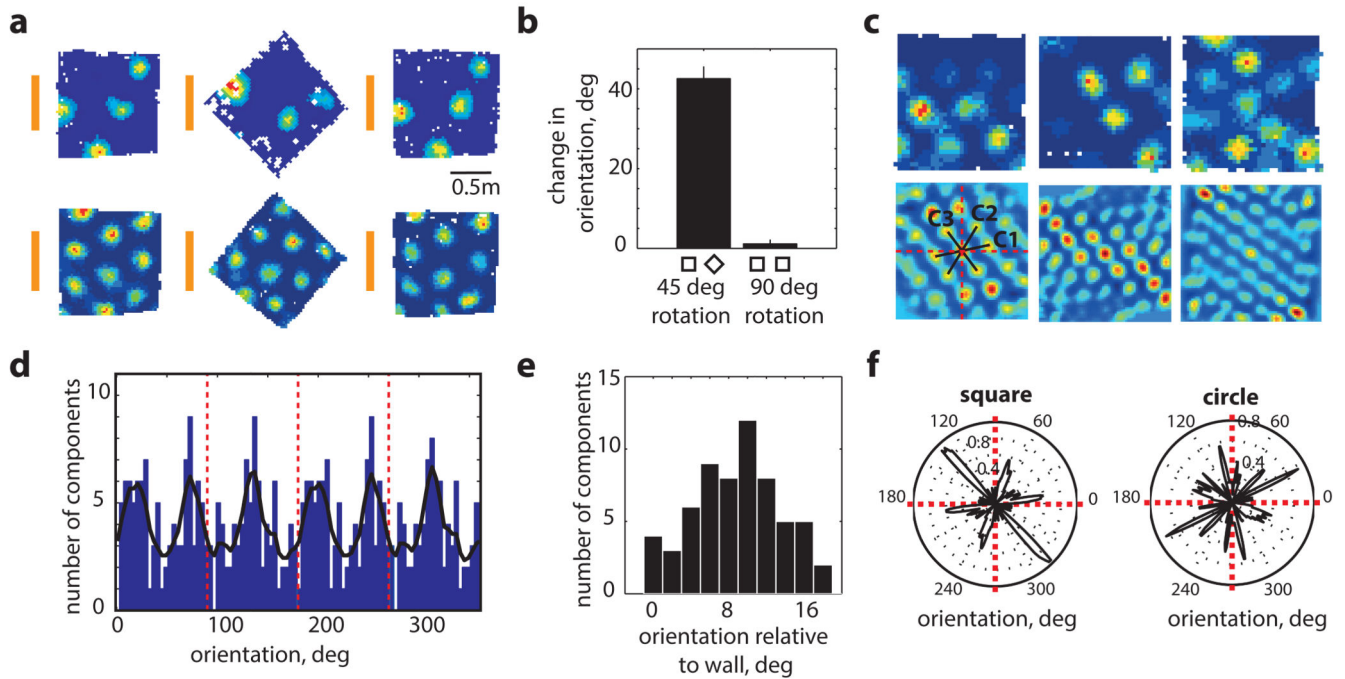 a
0.5m
b
change in
orientation, deg
40
20
0
45 deg
rotation
90 deg
rotation
c
C3
C2
C1
d
number of components
10
5
0
0
100
200
300
orientation, deg
e
number of components
15
10
5
0
0
8
16
orientation relative
to wall, deg
f
square
120
60
0.8
0.4
180
0
240
300
orientation, deg
circle
120
0.8
60
0.4
180
0
240
300
orientation, deg